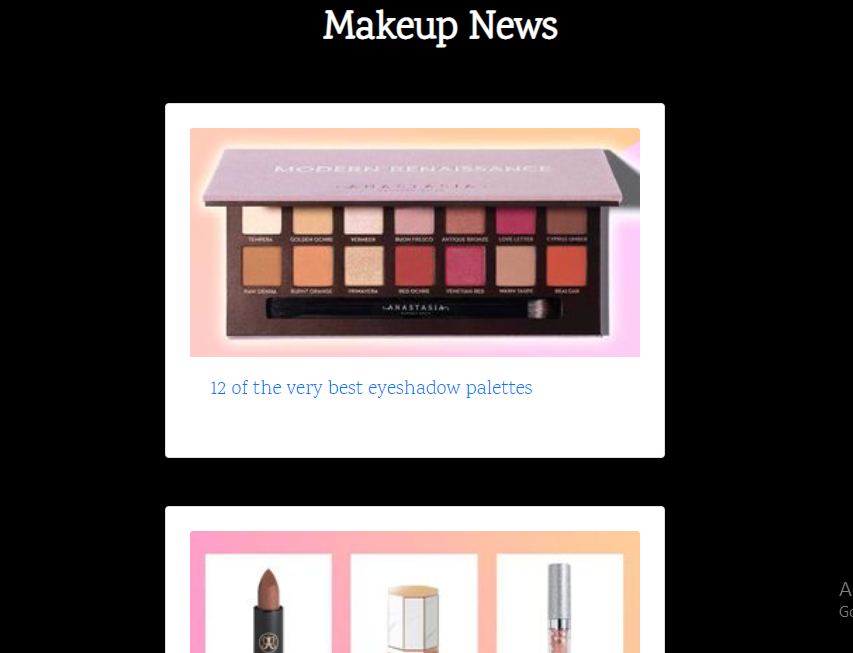 Makeup News
MODERN RENAISSANCE
ANASTASIA
TEMPERA GOLDEN OCHRE VERMEER BUON FRESCO ANTIQUE BRONZE LOVE LETTER CYPRUS UMBER
RAW SIENNA BURNT ORANGE PRIMAVERA RED OCHRE VENETIAN RED WARM TAUPE REALGAR
ANASTASIA
12 of the very best eyeshadow palettes
A
Go